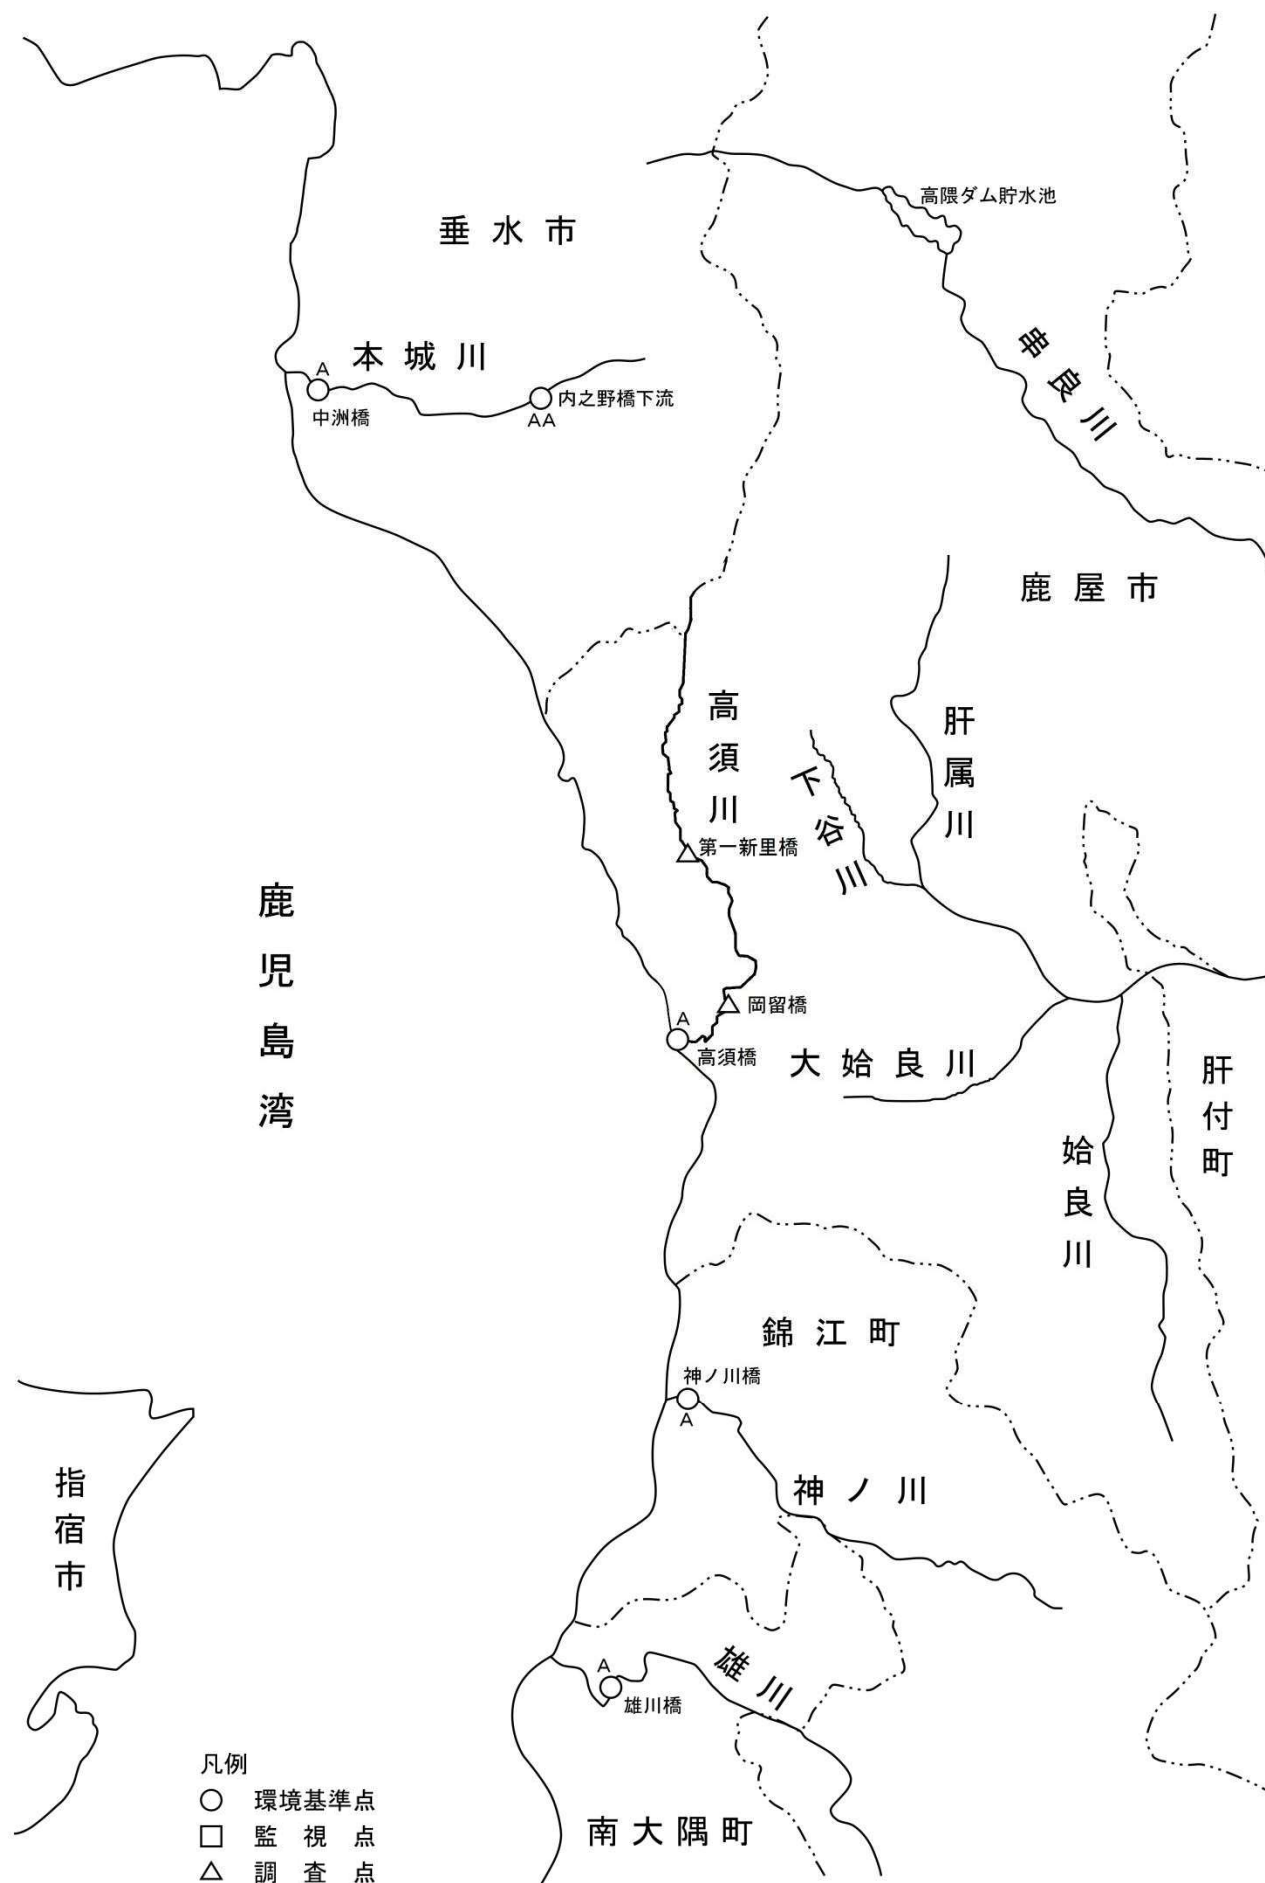 高隈ダム貯水池
垂水市
串良川
本城川
A
中洲橋
内之野橋下流
AA
鹿屋市
高須川
肝属川
下谷川
第一新里橋
鹿児島湾
岡留橋
A
高須橋
大姶良川
肝付町
姶良川
錦江町
神ノ川橋
A
神ノ川
指宿市
雄川
A
雄川橋
南大隅町
凡例
○ 環境基準点
□ 監視点
△ 調査点